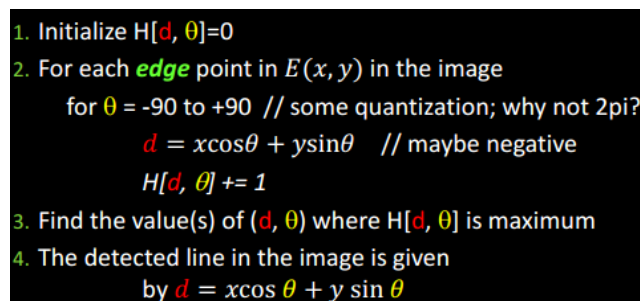 1. Initialize H[d, θ]=0
2. For each edge point in E(x, y) in the image
for θ = -90 to +90 // some quantization; why not 2pi?
d = xcosθ + ysinθ // maybe negative
H[d, θ] += 1
3. Find the value(s) of (d, θ) where H[d, θ] is maximum
4. The detected line in the image is given
by d = xcos θ + y sin θ